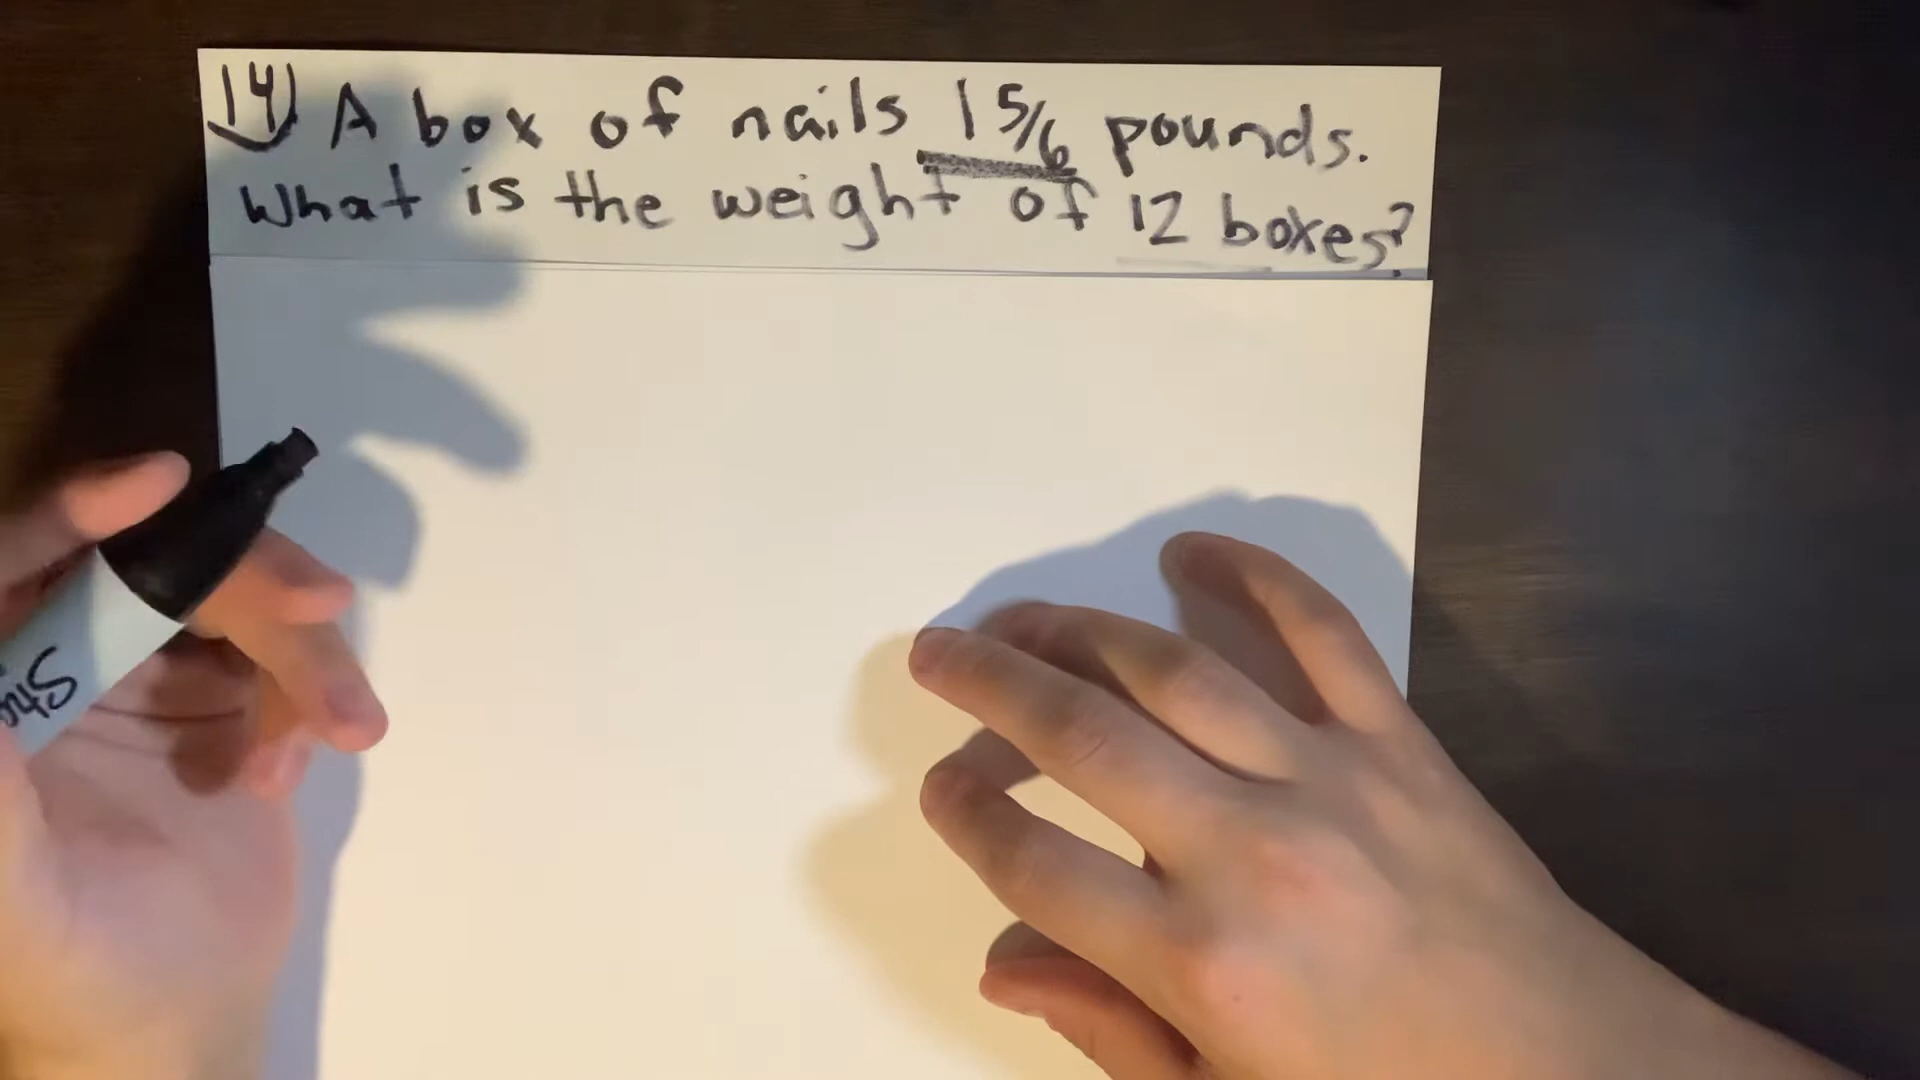 14) A box of nails 1 5/6 pounds.
What is the weight of 12 boxes?